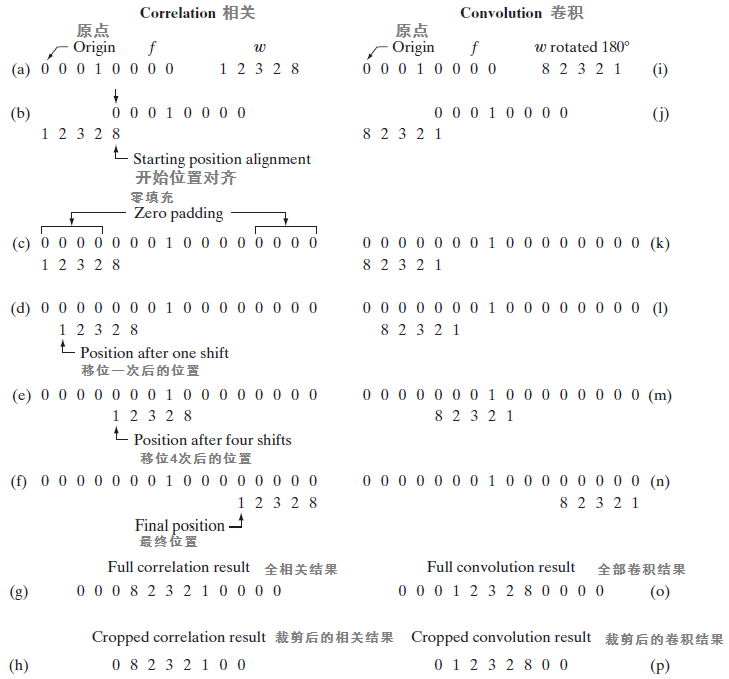 Correlation 相关 Convolution 卷积
原点 原点
Origin f w Origin f w rotated 180°
(a) 0 0 0 1 0 0 0 0 1 2 3 2 8 0 0 0 1 0 0 0 0 8 2 3 2 1 (i)
(b) 0 0 0 1 0 0 0 0 0 0 0 1 0 0 0 0 (j)
1 2 3 2 8 8 2 3 2 1
Starting position alignment
开始位置对齐
零填充
Zero padding
(c) 0 0 0 0 0 0 0 1 0 0 0 0 0 0 0 0 0 0 0 0 0 0 0 1 0 0 0 0 0 0 0 0 (k)
1 2 3 2 8 8 2 3 2 1
(d) 0 0 0 0 0 0 0 1 0 0 0 0 0 0 0 0 0 0 0 0 0 0 0 1 0 0 0 0 0 0 0 0 (l)
1 2 3 2 8 8 2 3 2 1
Position after one shift
移位一次后的位置
(e) 0 0 0 0 0 0 0 1 0 0 0 0 0 0 0 0 0 0 0 0 0 0 0 1 0 0 0 0 0 0 0 0 (m)
1 2 3 2 8 8 2 3 2 1
Position after four shifts
移位4次后的位置
(f) 0 0 0 0 0 0 0 1 0 0 0 0 0 0 0 0 0 0 0 0 0 0 0 1 0 0 0 0 0 0 0 0 (n)
1 2 3 2 8 8 2 3 2 1
Final position
最终位置
Full correlation result 全相关结果 Full convolution result 全部卷积结果
(g) 0 0 0 8 2 3 2 1 0 0 0 0 0 0 0 1 2 3 2 8 0 0 0 0 (o)
Cropped correlation result 裁剪后的相关结果 Cropped convolution result 裁剪后的卷积结果
(h) 0 8 2 3 2 1 0 0 0 1 2 3 2 8 0 0 (p)